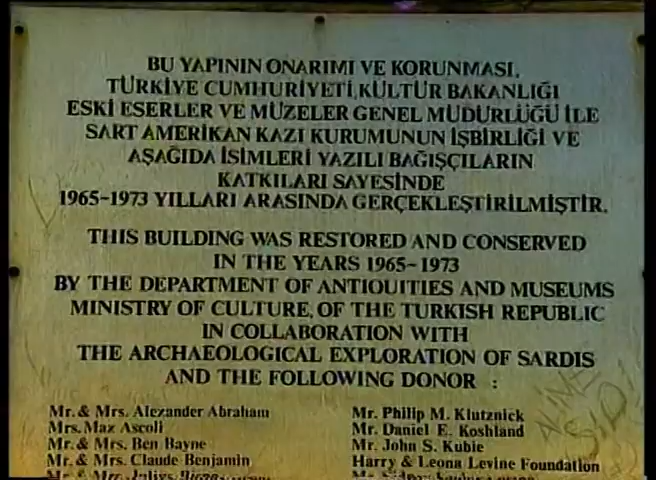 BU YAPININ ONARIMI VE KORUNMASI,
TÜRKİYE CUMHURİYETİ,KÜLTÜR BAKANLIĞI
ESKİ ESERLER VE MÜZELER GENEL MÜDÜRLÜĞÜ İLE
SART AMERİKAN KAZI KURUMUNUN İŞBİRLİĞİ VE
AŞAĞIDA İSİMLERİ YAZILI BAĞIŞÇILARIN
KATKILARI SAYESİNDE
1965-1973 YILLARI ARASINDA GERÇEKLEŞTİRİLMİŞTİR.
THIS BUILDING WAS RESTORED AND CONSERVED
IN THE YEARS 1965-1973
BY THE DEPARTMENT OF ANTIQUITIES AND MUSEUMS
MINISTRY OF CULTURE, OF THE TURKISH REPUBLIC
IN COLLABORATION WITH
THE ARCHAEOLOGICAL EXPLORATION OF SARDIS
AND THE FOLLOWING DONOR :
Mr. & Mrs. Alexander Abraham
Mrs. Max Ascoli
Mr. & Mrs. Ben Bayne
Mr. & Mrs. Claude Benjamin
Mr. & Mrs. Julius
Mr. Philip M. Klutznick
Mr. Daniel E. Koshland
Mr. John S. Kubie
Harry & Leona Levine Foundation
Mr. Sidney